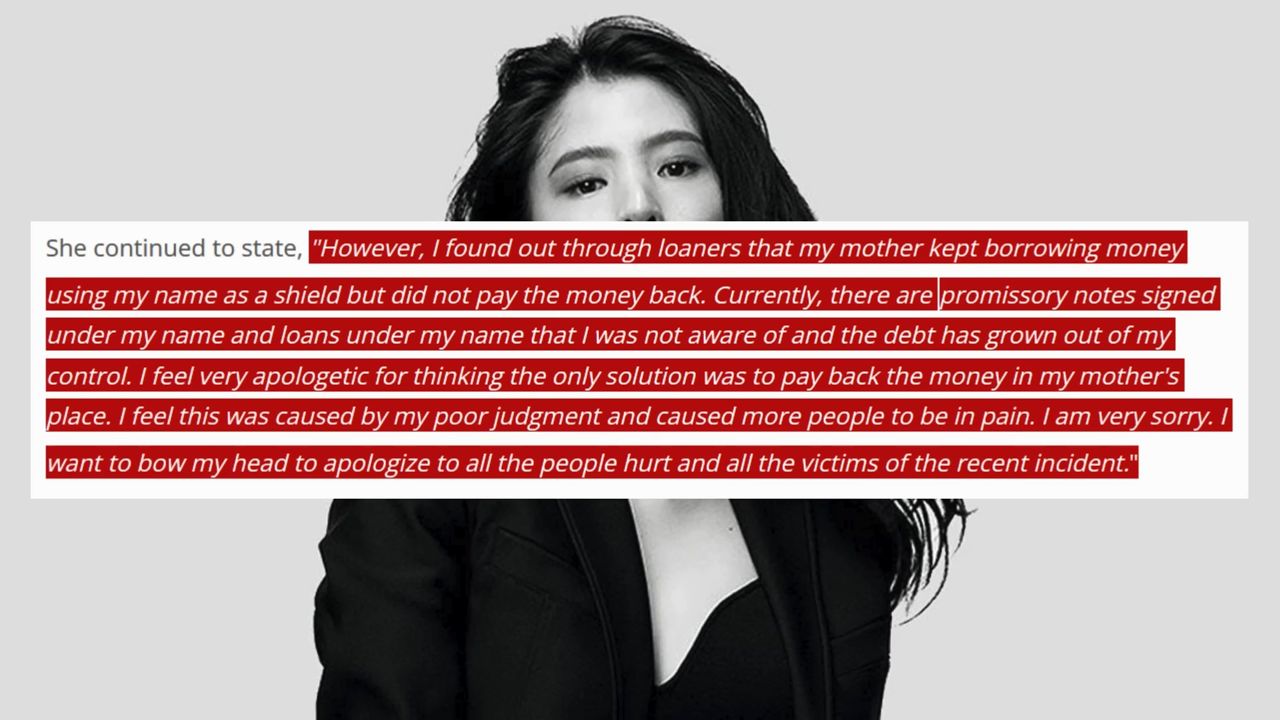 She continued to state, "However, I found out through loaners that my mother kept borrowing money
using my name as a shield but did not pay the money back. Currently, there are promissory notes signed
under my name and loans under my name that I was not aware of and the debt has grown out of my
control. I feel very apologetic for thinking the only solution was to pay back the money in my mother's
place. I feel this was caused by my poor judgment and caused more people to be in pain. I am very sorry. I
want to bow my head to apologize to all the people hurt and all the victims of the recent incident."